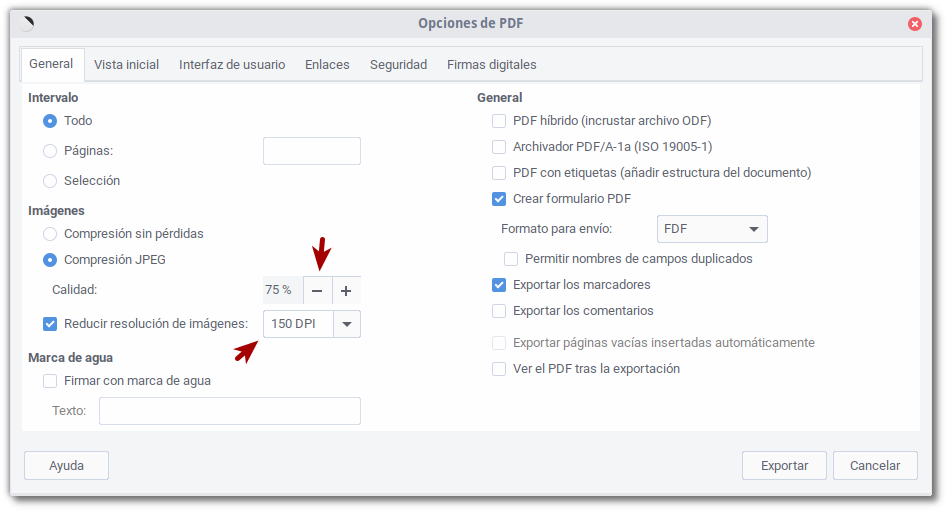 Opciones de PDF
General
Vista inicial
Interfaz de usuario
Enlaces
Seguridad
Firmas digitales
Intervalo
Todo
Páginas:
Selección
Imágenes
Compresión sin pérdidas
Compresión JPEG
Calidad:
75 %
Reducir resolución de imágenes:
150 DPI
Marca de agua
Firmar con marca de agua
Texto:
General
PDF híbrido (incrustar archivo ODF)
Archivador PDF/A-1a (ISO 19005-1)
PDF con etiquetas (añadir estructura del documento)
Crear formulario PDF
Formato para envío:
FDF
Permitir nombres de campos duplicados
Exportar los marcadores
Exportar los comentarios
Exportar páginas vacías insertadas automáticamente
Ver el PDF tras la exportación
Ayuda
Exportar
Cancelar